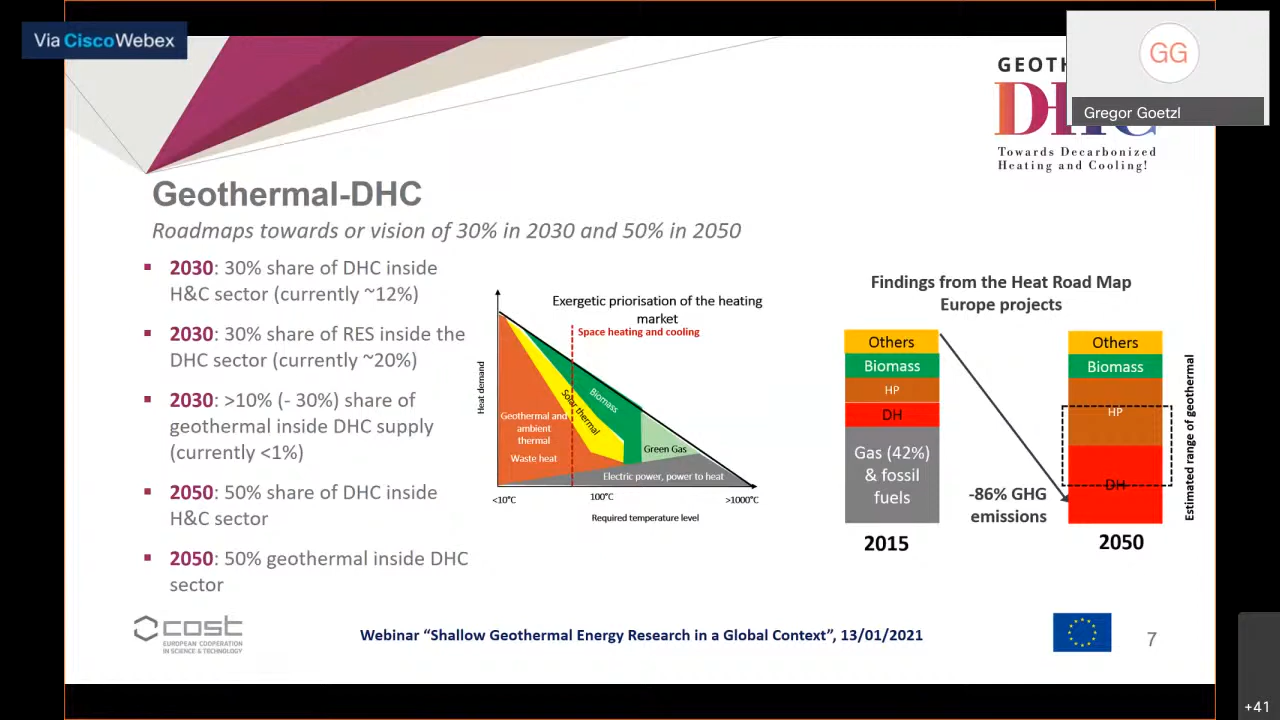 Via CiscoWebex
GG
Gregor Goetzl
GEOTH
DHC
Towards Decarbonized
Heating and Cooling!
Geothermal-DHC
Roadmaps towards or vision of 30% in 2030 and 50% in 2050
2030: 30% share of DHC inside
H&C sector (currently ~12%)
2030: 30% share of RES inside the
DHC sector (currently ~20%)
2030: >10% (- 30%) share of
geothermal inside DHC supply
(currently <1%)
2050: 50% share of DHC inside
H&C sector
2050: 50% geothermal inside DHC
sector
Exergetic priorisation of the heating
market
Space heating and cooling
Heat demand
Geothermal and
ambient
thermal
Waste heat
Solar thermal
Biomass
Green Gas
Electric power, power to heat
<10°C
100°C
>1000°C
Required temperature level
Findings from the Heat Road Map
Europe projects
Others
Biomass
HP
DH
Gas (42%)
& fossil
fuels
2015
-86% GHG
emissions
Others
Biomass
HP
DH
2050
Estimated range of geothermal
cost
EUROPEAN COOPERATION
IN SCIENCE & TECHNOLOGY
Webinar “Shallow Geothermal Energy Research in a Global Context”, 13/01/2021
7
+41